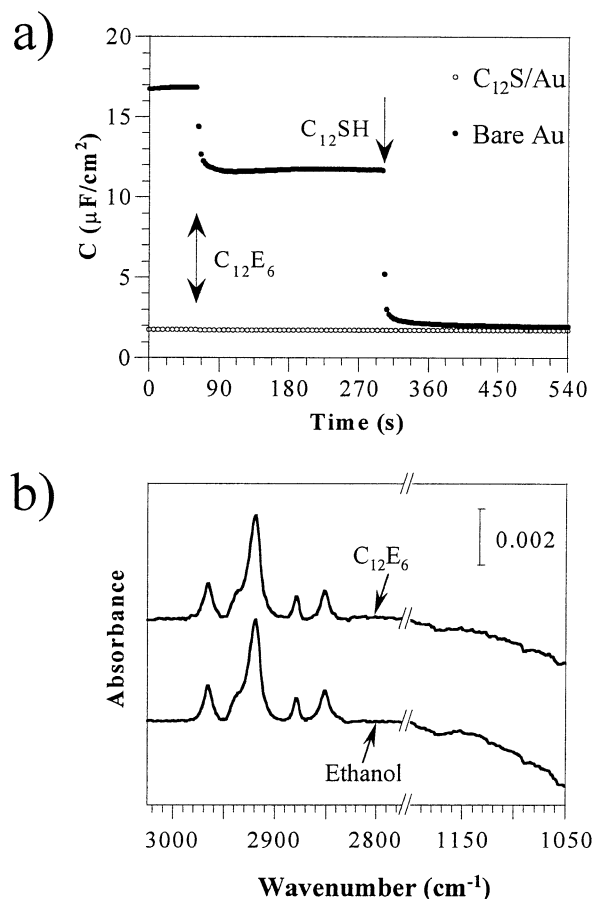 a)
20
15
10
5
0
C (µF/cm²)
C₁₂S/Au
Bare Au
C₁₂SH
C₁₂E₆
0 90 180 270 360 450 540
Time (s)
b)
0.002
C₁₂E₆
Absorbance
Ethanol
3000 2900 2800 1150 1050
Wavenumber (cm⁻¹)